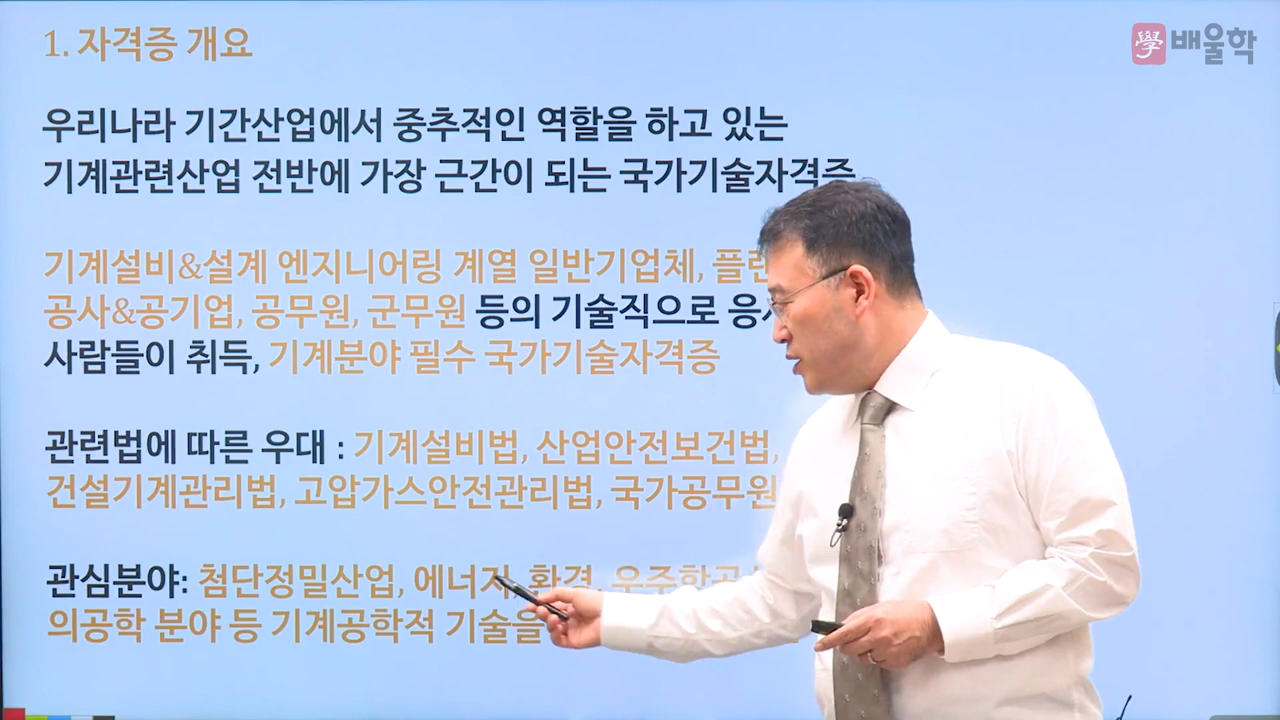 1. 자격증 개요
學 배울학
우리나라 기간산업에서 중추적인 역할을 하고 있는
기계관련산업 전반에 가장 근간이 되는 국가기술자격증
기계설비&설계 엔지니어링 계열 일반기업체,
공사&공기업, 공무원, 군무원 등의 기술직으로
사람들이 취득, 기계분야 필수 국가기술자격증
관련법에 따른 우대 : 기계설비법, 산업안전보건법,
건설기계관리법, 고압가스안전관리법, 국가공무원
관심분야: 첨단정밀산업, 에너지, 환경, 우주항공
의공학 분야 등 기계공학적 기술을